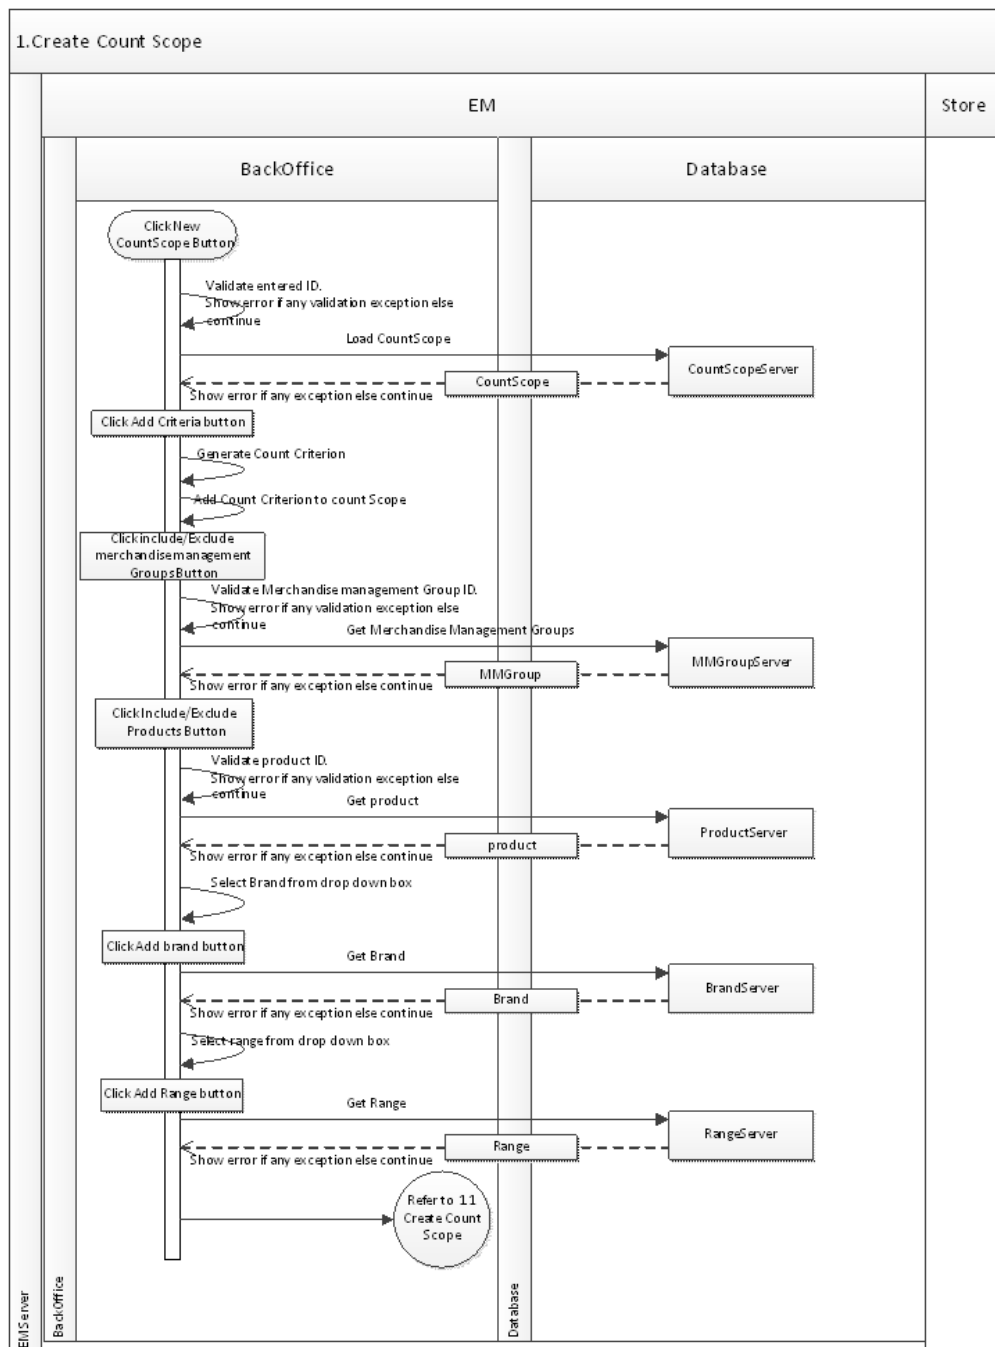 1.Create Count Scope
EM
Store
BackOffice
Database
Click New
CountScope Button
Validate entered ID.
Show error if any validation exception else
continue
Load CountScope
CountScopeServer
CountScope
Show error if any exception else continue
Click Add Criteria button
Generate Count Criterion
Add Count Criterion to count Scope
Click include/Exclude
merchandise management
Groups Button
Validate Merchandise management Group ID.
Show error if any validation exception else
continue
Get Merchandise Management Groups
MMGroupServer
MMGroup
Show error if any exception else continue
Click Include/Exclude
Products Button
Validate product ID.
Show error if any validation exception else
continue
Get product
ProductServer
product
Show error if any exception else continue
Select Brand from drop down box
Click Add brand button
Get Brand
BrandServer
Brand
Show error if any exception else continue
Select range from drop down box
Click Add Range button
Get Range
RangeServer
Range
Show error if any exception else continue
Refer to 1.1
Create Count
Scope
EMServer
BackOffice
Database